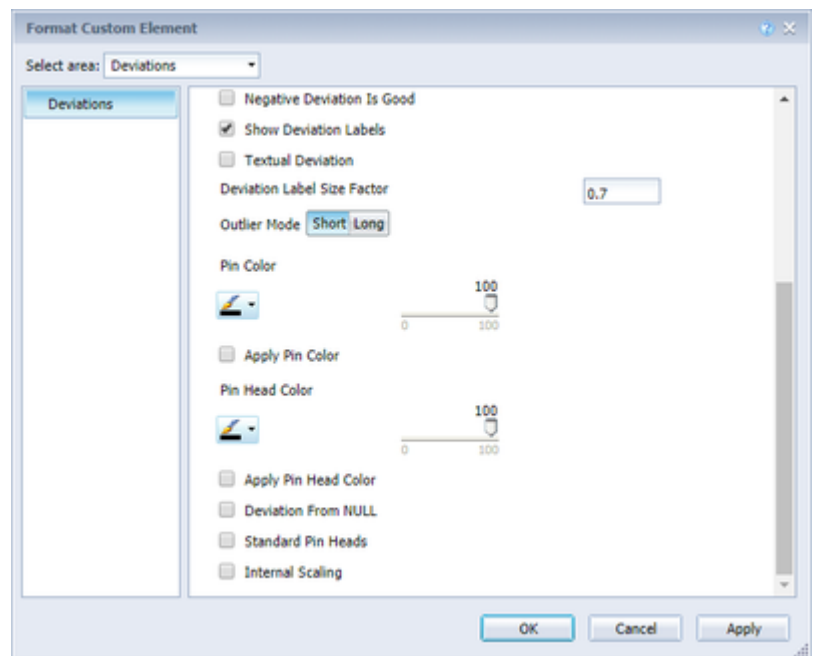 Format Custom Element
Select area: Deviations
Deviations
Negative Deviation Is Good
Show Deviation Labels
Textual Deviation
Deviation Label Size Factor 0.7
Outlier Mode Short Long
Pin Color
100
0 100
Apply Pin Color
Pin Head Color
100
0 100
Apply Pin Head Color
Deviation From NULL
Standard Pin Heads
Internal Scaling
OK Cancel Apply